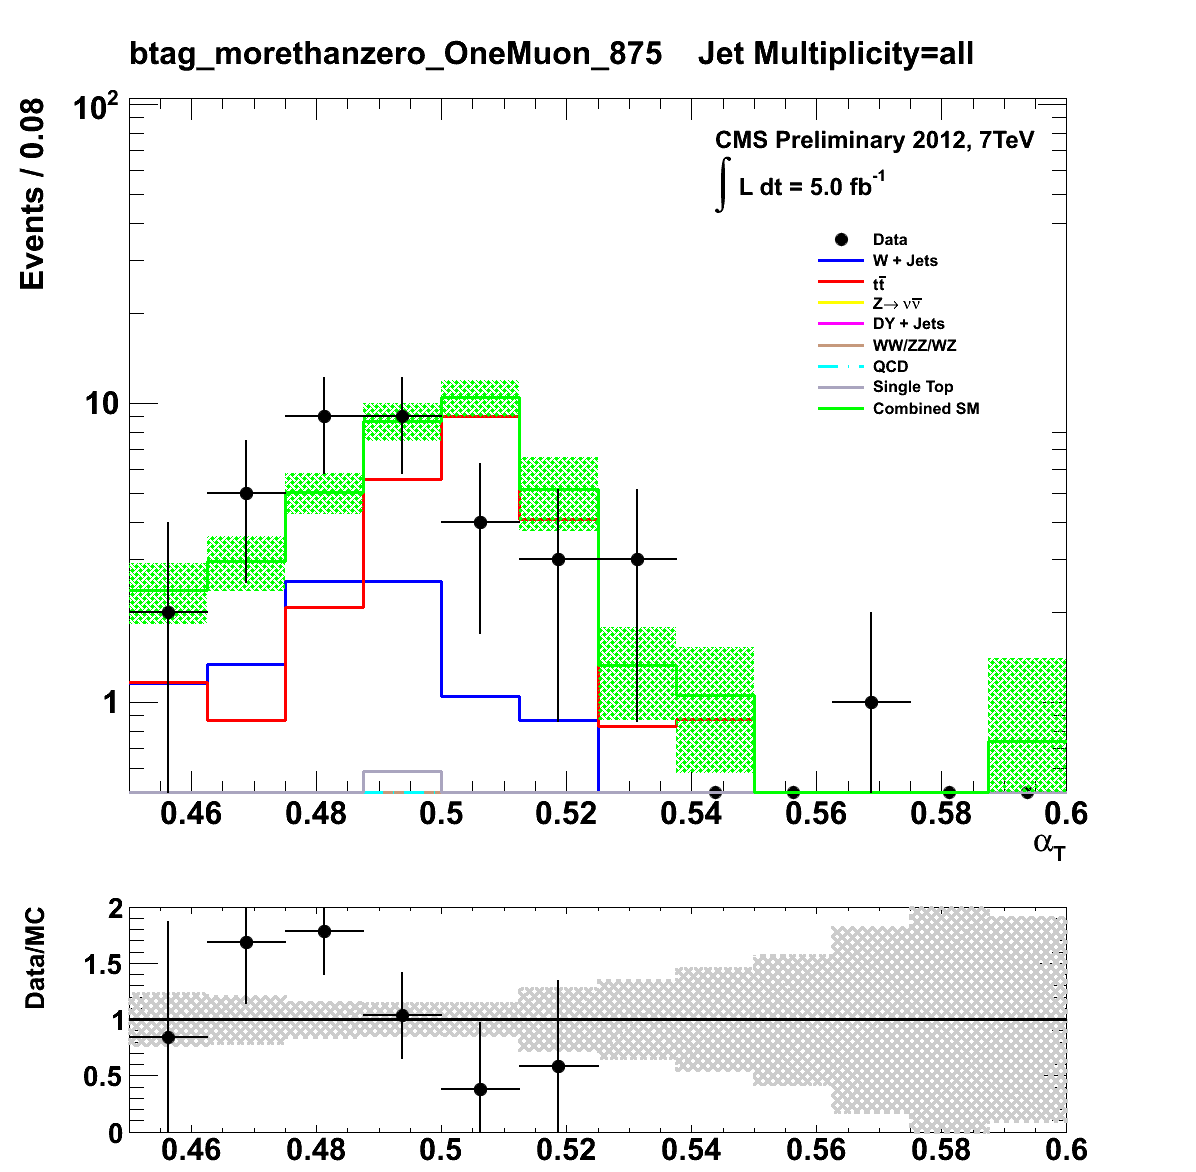 btag_morethanzero_OneMuon_875 Jet Multiplicity=all
Events / 0.08
10²
10
1
CMS Preliminary 2012, 7TeV
∫ L dt = 5.0 fb⁻¹
Data
W + Jets
tt̅
Z→ νν̅
DY + Jets
WW/ZZ/WZ
QCD
Single Top
Combined SM
0.46 0.48 0.5 0.52 0.54 0.56 0.58 0.6
α_T
Data/MC
2
1.5
1
0.5
0
0.46 0.48 0.5 0.52 0.54 0.56 0.58 0.6